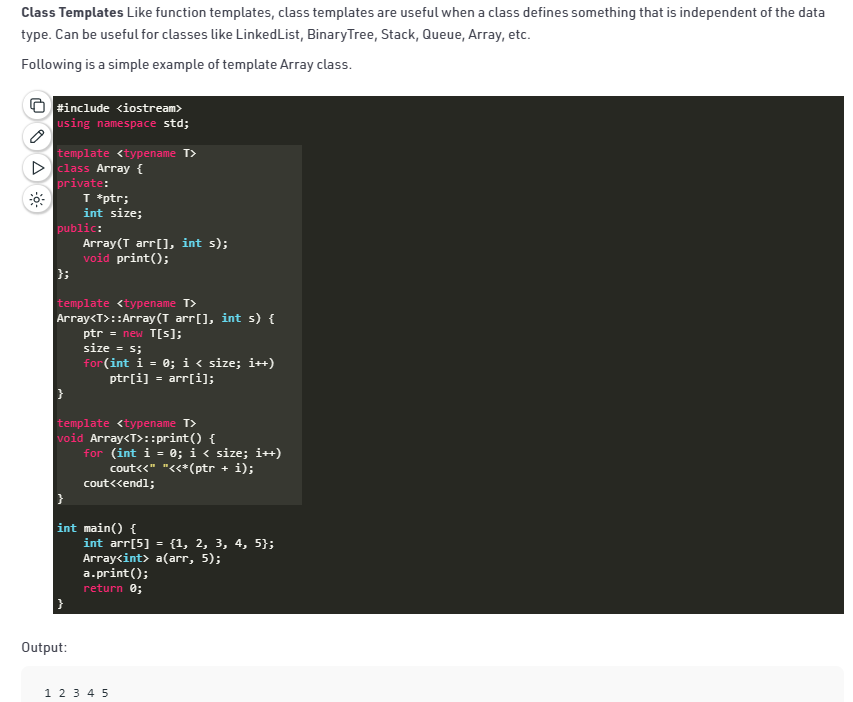 Class Templates Like function templates, class templates are useful when a class defines something that is independent of the data
type. Can be useful for classes like LinkedList, BinaryTree, Stack, Queue, Array, etc.
Following is a simple example of template Array class.
#include <iostream>
using namespace std;
template <typename T>
class Array {
private:
    T *ptr;
    int size;
public:
    Array(T arr[], int s);
    void print();
};
template <typename T>
Array<T>::Array(T arr[], int s) {
    ptr = new T[s];
    size = s;
    for(int i = 0; i < size; i++)
        ptr[i] = arr[i];
}
template <typename T>
void Array<T>::print() {
    for (int i = 0; i < size; i++)
        cout<<" "<<*(ptr + i);
    cout<<endl;
}
int main() {
    int arr[5] = {1, 2, 3, 4, 5};
    Array<int> a(arr, 5);
    a.print();
    return 0;
}
Output:
1 2 3 4 5